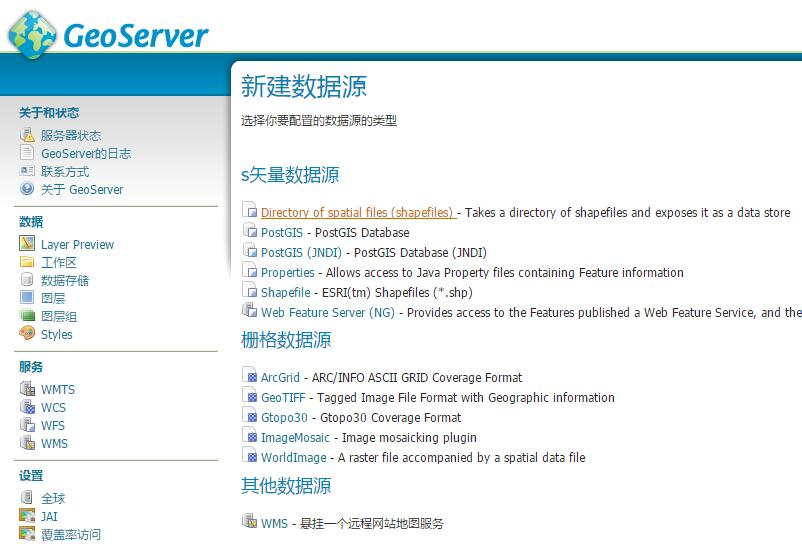 GeoServer
关于和状态
服务器状态
GeoServer的日志
联系方式
关于 GeoServer
数据
Layer Preview
工作区
数据存储
图层
图层组
Styles
服务
WMTS
WCS
WFS
WMS
设置
全球
JAI
覆盖率访问
新建数据源
选择你要配置的数据源的类型
s矢量数据源
Directory of spatial files (shapefiles) - Takes a directory of shapefiles and exposes it as a data store
PostGIS - PostGIS Database
PostGIS (JNDI) - PostGIS Database (JNDI)
Properties - Allows access to Java Property files containing Feature information
Shapefile - ESRI(tm) Shapefiles (*.shp)
Web Feature Server (NG) - Provides access to the Features published a Web Feature Service, and the
栅格数据源
ArcGrid - ARC/INFO ASCII GRID Coverage Format
GeoTIFF - Tagged Image File Format with Geographic information
Gtopo30 - Gtopo30 Coverage Format
ImageMosaic - Image mosaicking plugin
WorldImage - A raster file accompanied by a spatial data file
其他数据源
WMS - 悬挂一个远程网站地图服务